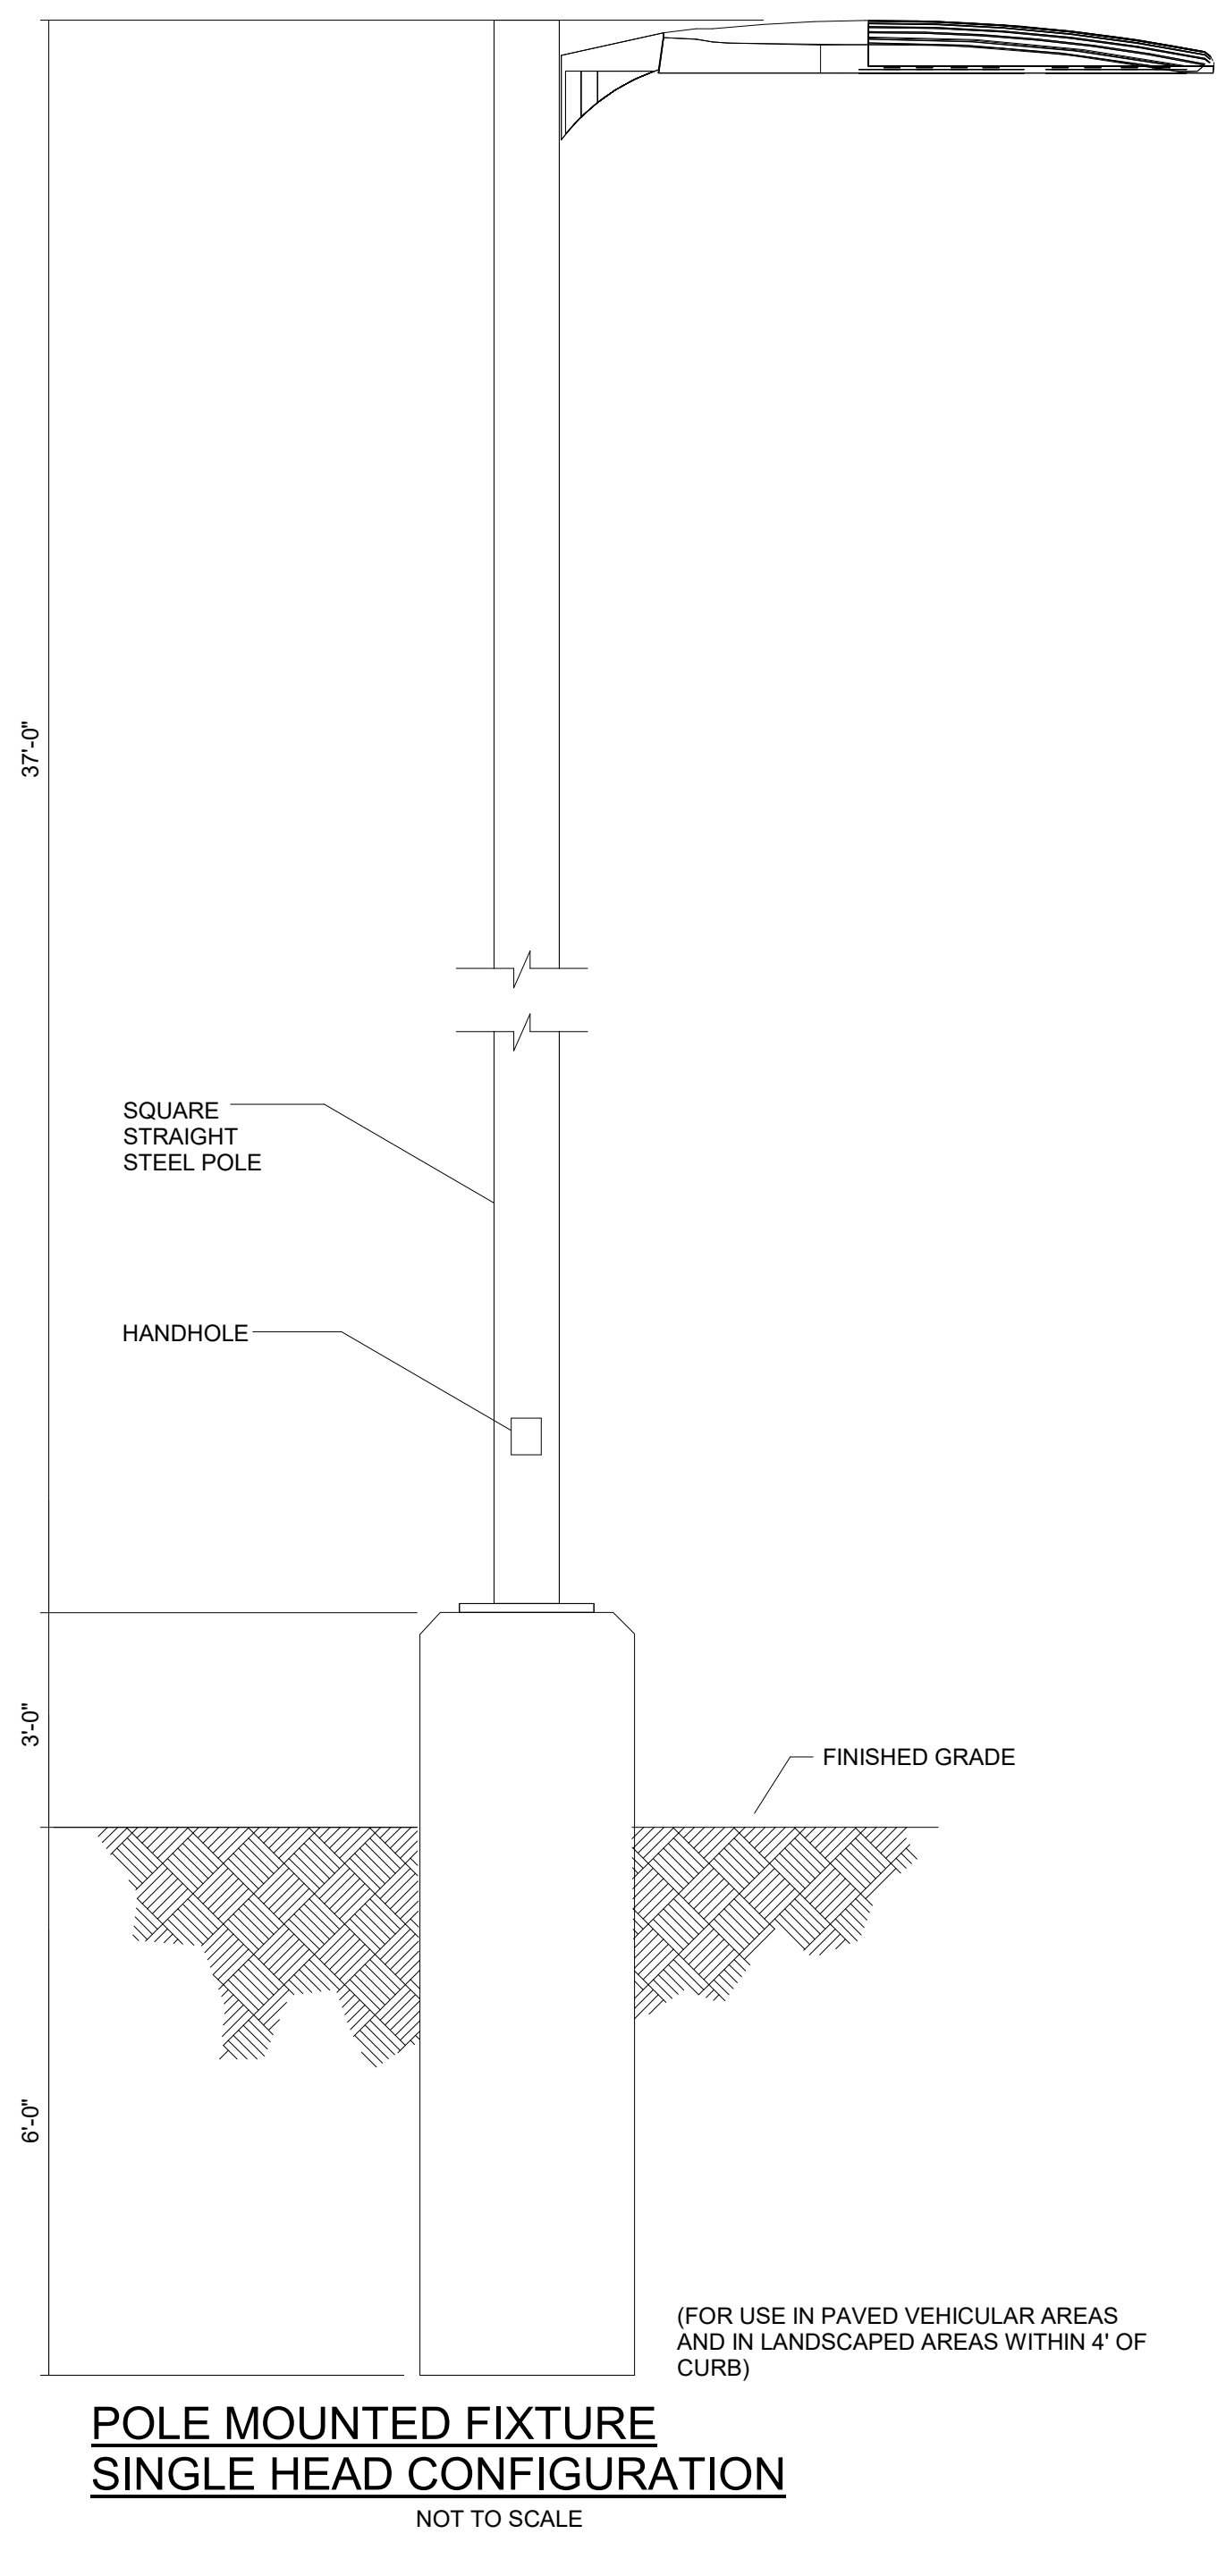 37'-0"
SQUARE
STRAIGHT
STEEL POLE
HANDHOLE
3'-0"
FINISHED GRADE
6'-0"
(FOR USE IN PAVED VEHICULAR AREAS
AND IN LANDSCAPED AREAS WITHIN 4' OF
CURB)
POLE MOUNTED FIXTURE
SINGLE HEAD CONFIGURATION
NOT TO SCALE